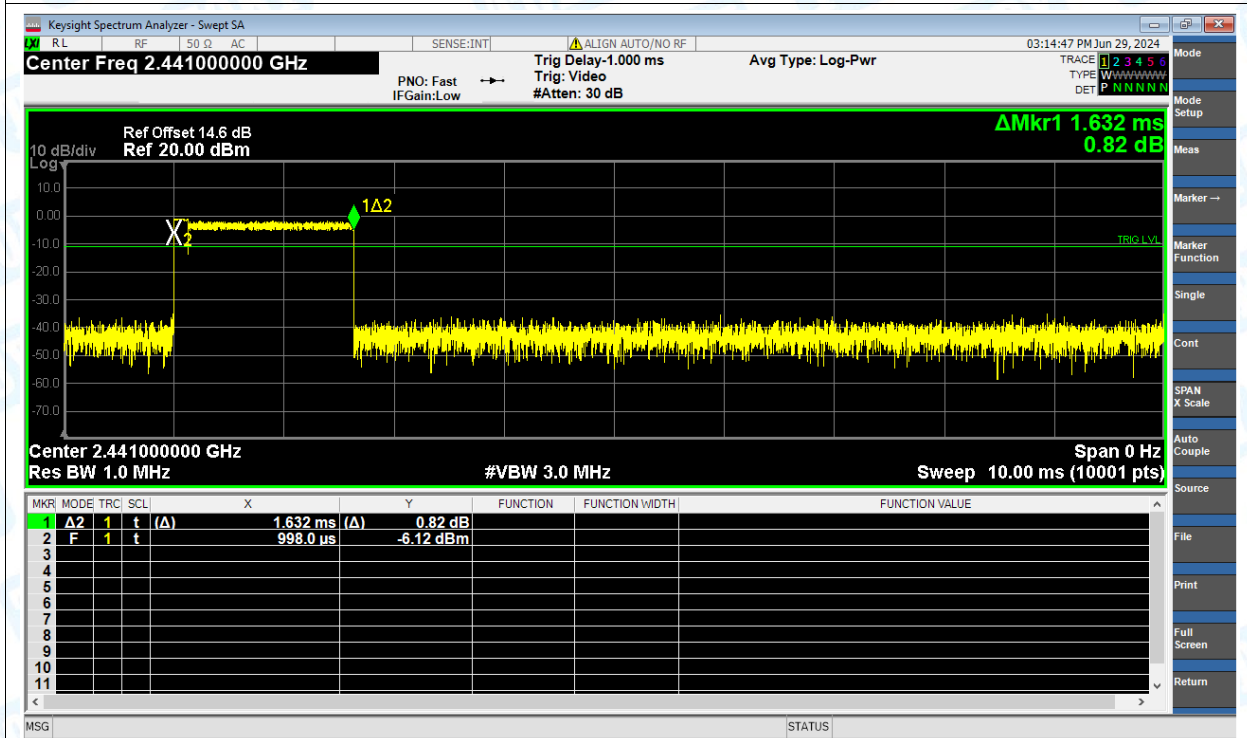 Keysight Spectrum Analyzer - Swept SA
LXI RL RF 50 Ω AC SENSE:INT ALIGN AUTO/NO RF 03:14:47 PM Jun 29, 2024
Center Freq 2.441000000 GHz
PNO: Fast
IFGain:Low
Trig Delay-1.000 ms
Trig: Video
#Atten: 30 dB
Avg Type: Log-Pwr
TRACE 1 2 3 4 5 6
TYPE WWWWWW
DET P N N N N N
Ref Offset 14.6 dB
Ref 20.00 dBm
10 dB/div
Log
ΔMkr1 1.632 ms
0.82 dB
10.0
0.00
-10.0
-20.0
-30.0
-40.0
-50.0
-60.0
-70.0
1Δ2
X2
TRIG LVL
Center 2.441000000 GHz Span 0 Hz
Res BW 1.0 MHz #VBW 3.0 MHz Sweep 10.00 ms (10001 pts)
MKR MODE TRC SCL X Y FUNCTION FUNCTION WIDTH FUNCTION VALUE
1 Δ2 1 t (Δ) 1.632 ms (Δ) 0.82 dB
2 F 1 t 998.0 µs -6.12 dBm
3
4
5
6
7
8
9
10
11
MSG STATUS
Mode
Mode
Setup
Meas
Marker →
Marker
Function
Single
Cont
SPAN
X Scale
Auto
Couple
Source
File
Print
Full
Screen
Return